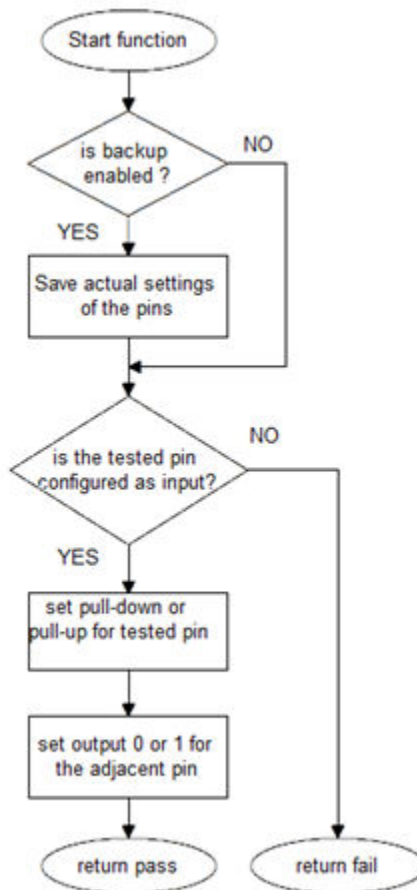 Start function
is backup
enabled ?
NO
YES
Save actual settings
of the pins
NO
is the tested pin
configured as input?
YES
set pull-down or
pull-up for tested pin
set output 0 or 1 for
the adjacent pin
return pass
return fail